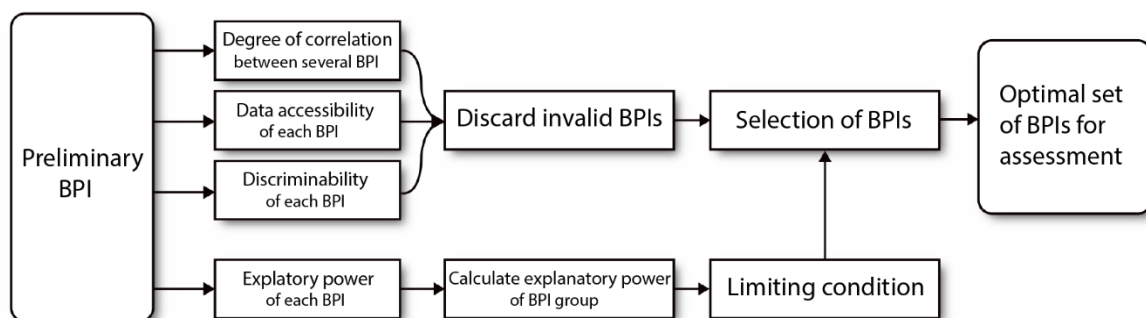 Preliminary
BPI
Degree of correlation
between several BPI
Data accessibility
of each BPI
Discriminability
of each BPI
Explatory power
of each BPI
Discard invalid BPIs
Calculate explanatory power
of BPI group
Selection of BPIs
Limiting condition
Optimal set
of BPIs for
assessment